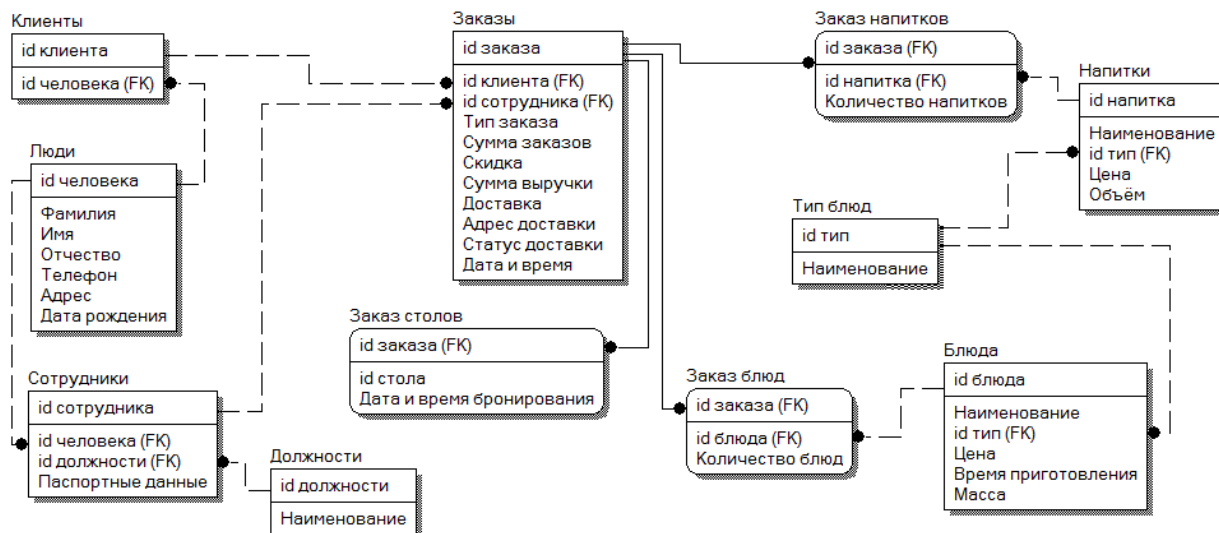 Клиенты
id клиента
id человека (FK)
Люди
id человека
Фамилия
Имя
Отчество
Телефон
Адрес
Дата рождения
Сотрудники
id сотрудника
id человека (FK)
id должности (FK)
Паспортные данные
Должности
id должности
Наименование
Заказы
id заказа
id клиента (FK)
id сотрудника (FK)
Тип заказа
Сумма заказов
Скидка
Сумма выручки
Доставка
Адрес доставки
Статус доставки
Дата и время
Заказ столов
id заказа (FK)
id стола
Дата и время бронирования
Заказ напитков
id заказа (FK)
id напитка (FK)
Количество напитков
Напитки
id напитка
Наименование
id тип (FK)
Цена
Объём
Тип блюд
id тип
Наименование
Заказ блюд
id заказа (FK)
id блюда (FK)
Количество блюд
Блюда
id блюда
Наименование
id тип (FK)
Цена
Время приготовления
Масса